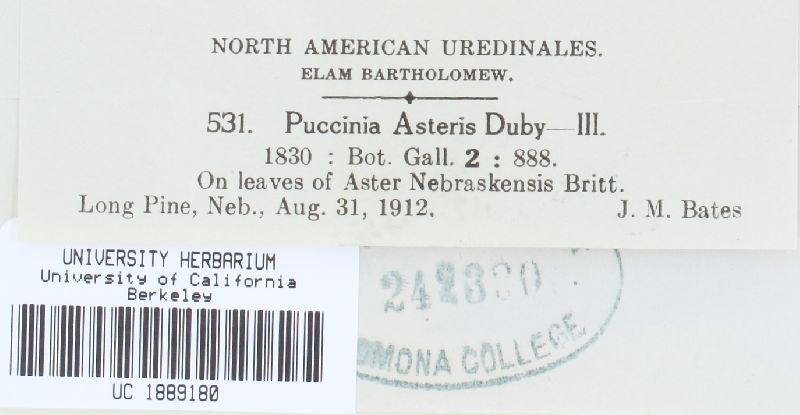 NORTH AMERICAN UREDINALES.
ELAM BARTHOLOMEW.
531. Puccinia Asteris Duby—III.
1830 : Bot. Gall. 2 : 888.
On leaves of Aster Nebraskensis Britt.
Long Pine, Neb., Aug. 31, 1912. J. M. Bates
UNIVERSITY HERBARIUM
University of California
Berkeley
UC 1889180
COLLEGE